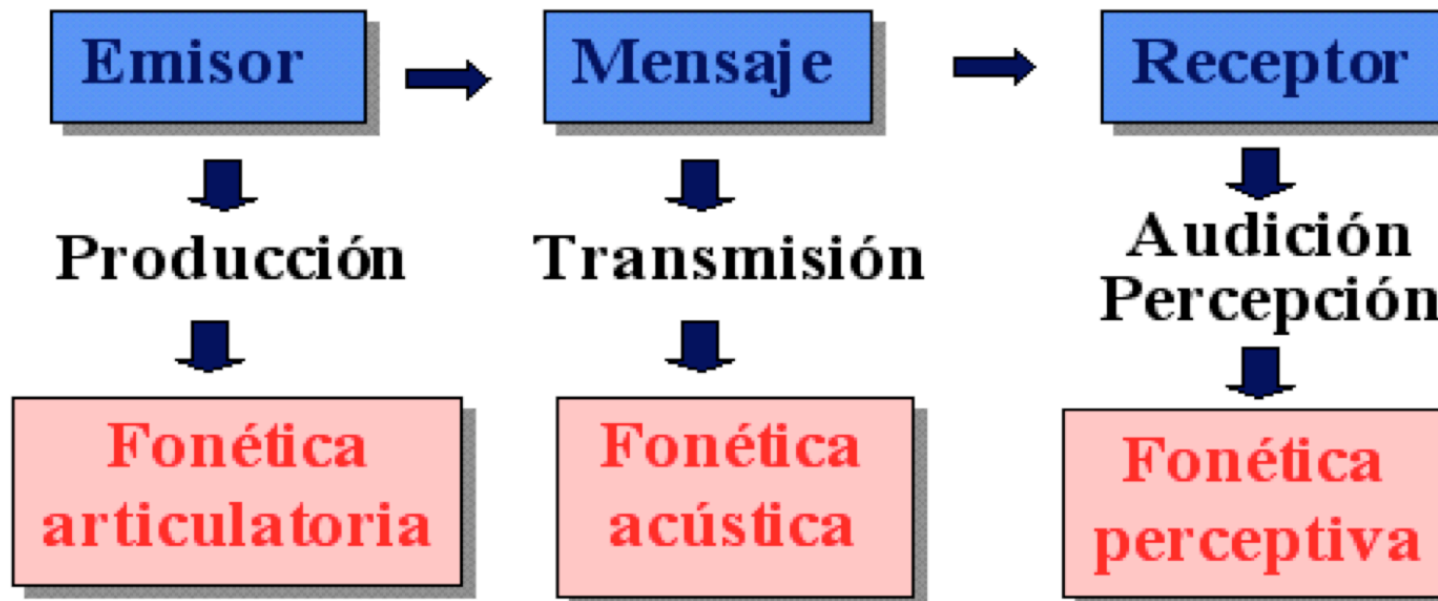 Emisor
Mensaje
Receptor
Producción
Transmisión
Audición
Percepción
Fonética
articulatoria
Fonética
acústica
Fonética
perceptiva